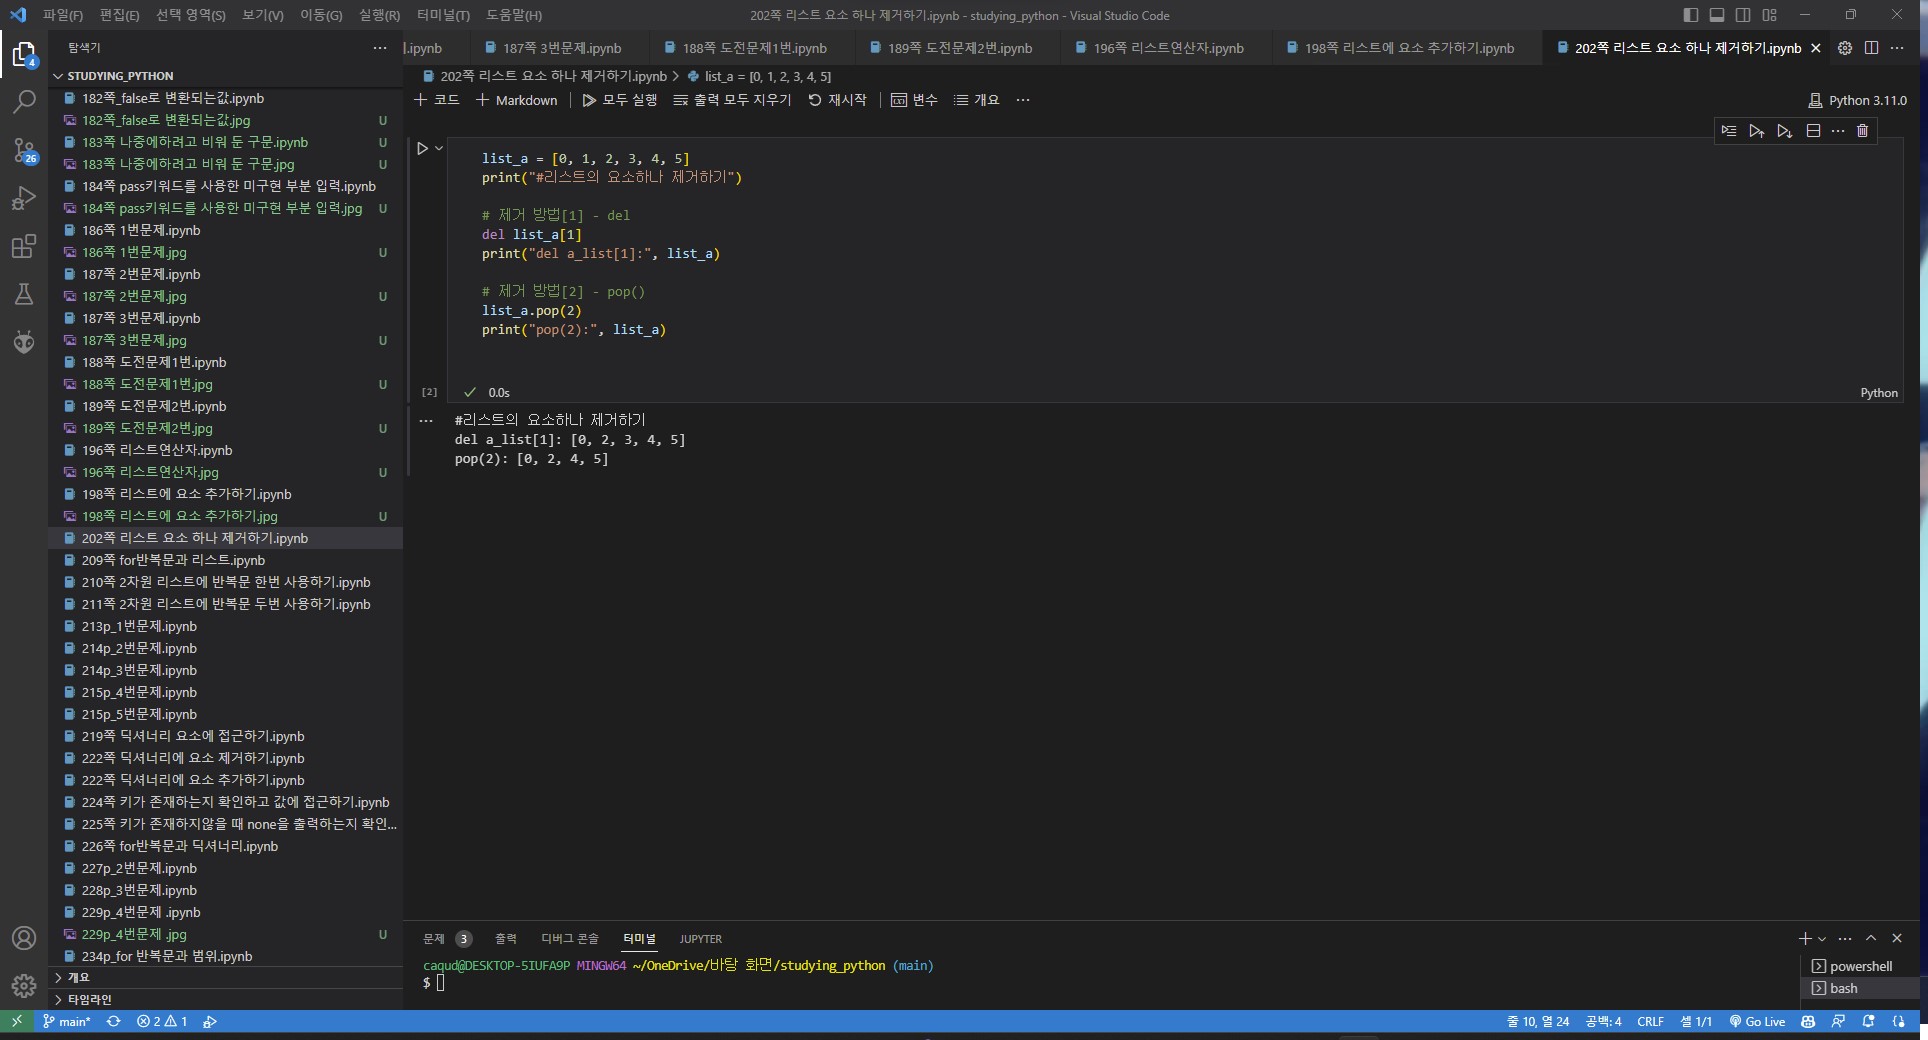 파일(F) 편집(E) 선택 영역(S) 보기(V) 이동(G) 실행(R) 터미널(T) 도움말(H)
202쪽 리스트 요소 하나 제거하기.ipynb - studying_python - Visual Studio Code
탐색기
STUDYING_PYTHON
182쪽_false로 변환되는값.ipynb
182쪽_false로 변환되는값.jpg U
183쪽 나중에하려고 비워 둔 구문.ipynb U
183쪽 나중에하려고 비워 둔 구문.jpg U
184쪽 pass키워드를 사용한 미구현 부분 입력.ipynb
184쪽 pass키워드를 사용한 미구현 부분 입력.jpg U
186쪽 1번문제.ipynb
186쪽 1번문제.jpg U
187쪽 2번문제.ipynb
187쪽 2번문제.jpg U
187쪽 3번문제.ipynb
187쪽 3번문제.jpg U
188쪽 도전문제1번.ipynb
188쪽 도전문제1번.jpg U
189쪽 도전문제2번.ipynb
189쪽 도전문제2번.jpg U
196쪽 리스트연산자.ipynb
196쪽 리스트연산자.jpg U
198쪽 리스트에 요소 추가하기.ipynb
198쪽 리스트에 요소 추가하기.jpg U
202쪽 리스트 요소 하나 제거하기.ipynb
209쪽 for반복문과 리스트.ipynb
210쪽 2차원 리스트에 반복문 한번 사용하기.ipynb
211쪽 2차원 리스트에 반복문 두번 사용하기.ipynb
213p_1번문제.ipynb
214p_2번문제.ipynb
214p_3번문제.ipynb
215p_4번문제.ipynb
215p_5번문제.ipynb
219쪽 딕셔너리 요소에 접근하기.ipynb
222쪽 딕셔너리에 요소 제거하기.ipynb
222쪽 딕셔너리에 요소 추가하기.ipynb
224쪽 키가 존재하는지 확인하고 값에 접근하기.ipynb
225쪽 키가 존재하지않을 때 none을 출력하는지 확인...
226쪽 for반복문과 딕셔너리.ipynb
227p_2번문제.ipynb
228p_3번문제.ipynb
229p_4번문제 .ipynb
229p_4번문제 .jpg U
234p_for 반복문과 범위.ipynb
개요
타임라인
4
26
l.ipynb 187쪽 3번문제.ipynb 188쪽 도전문제1번.ipynb 189쪽 도전문제2번.ipynb 196쪽 리스트연산자.ipynb 198쪽 리스트에 요소 추가하기.ipynb 202쪽 리스트 요소 하나 제거하기.ipynb
202쪽 리스트 요소 하나 제거하기.ipynb > list_a = [0, 1, 2, 3, 4, 5]
코드 Markdown 모두 실행 출력 모두 지우기 재시작 변수 개요 ... Python 3.11.0
list_a = [0, 1, 2, 3, 4, 5]
print("#리스트의 요소하나 제거하기")
# 제거 방법[1] - del
del list_a[1]
print("del a_list[1]:", list_a)
# 제거 방법[2] - pop()
list_a.pop(2)
print("pop(2):", list_a)
[2] 0.0s Python
#리스트의 요소하나 제거하기
del a_list[1]: [0, 2, 3, 4, 5]
pop(2): [0, 2, 4, 5]
문제 3 출력 디버그 콘솔 터미널 JUPYTER
caqud@DESKTOP-5IUFA9P MINGW64 ~/OneDrive/바탕 화면/studying_python (main)
$
powershell
bash
main* 2 1 줄 10, 열 24 공백: 4 CRLF 셀 1/1 Go Live